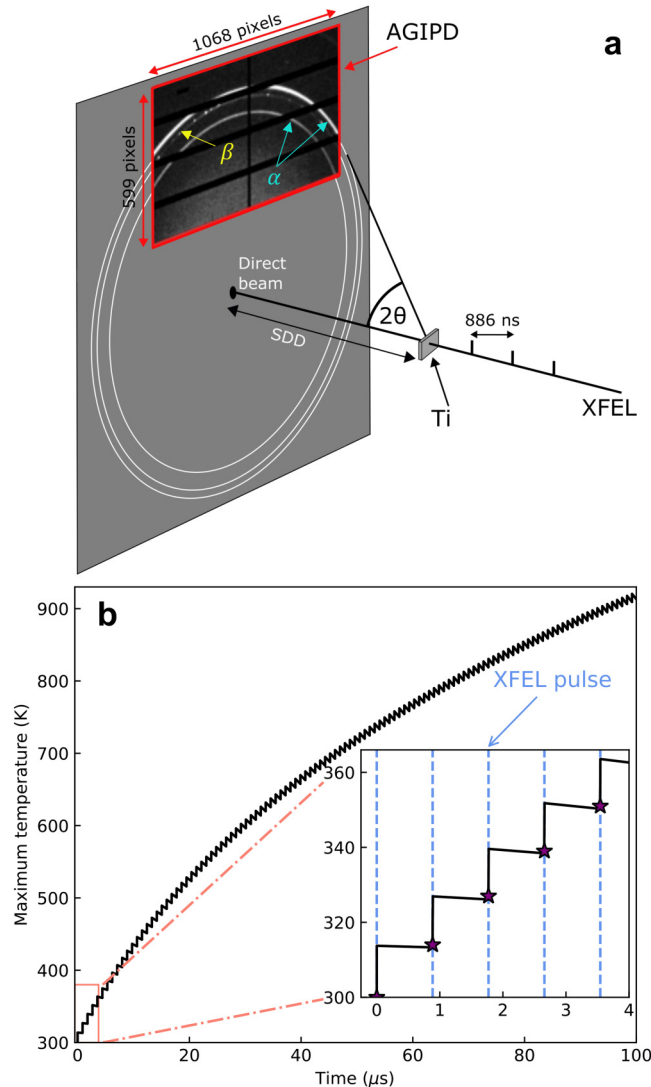 1068 pixels
AGIPD
a
599 pixels
β
α
Direct
beam
2θ
SDD
886 ns
Ti
XFEL
b
900
800
700
600
500
400
300
Maximum temperature (K)
XFEL pulse
360
340
320
300
0 1 2 3 4
0 20 40 60 80 100
Time (μs)